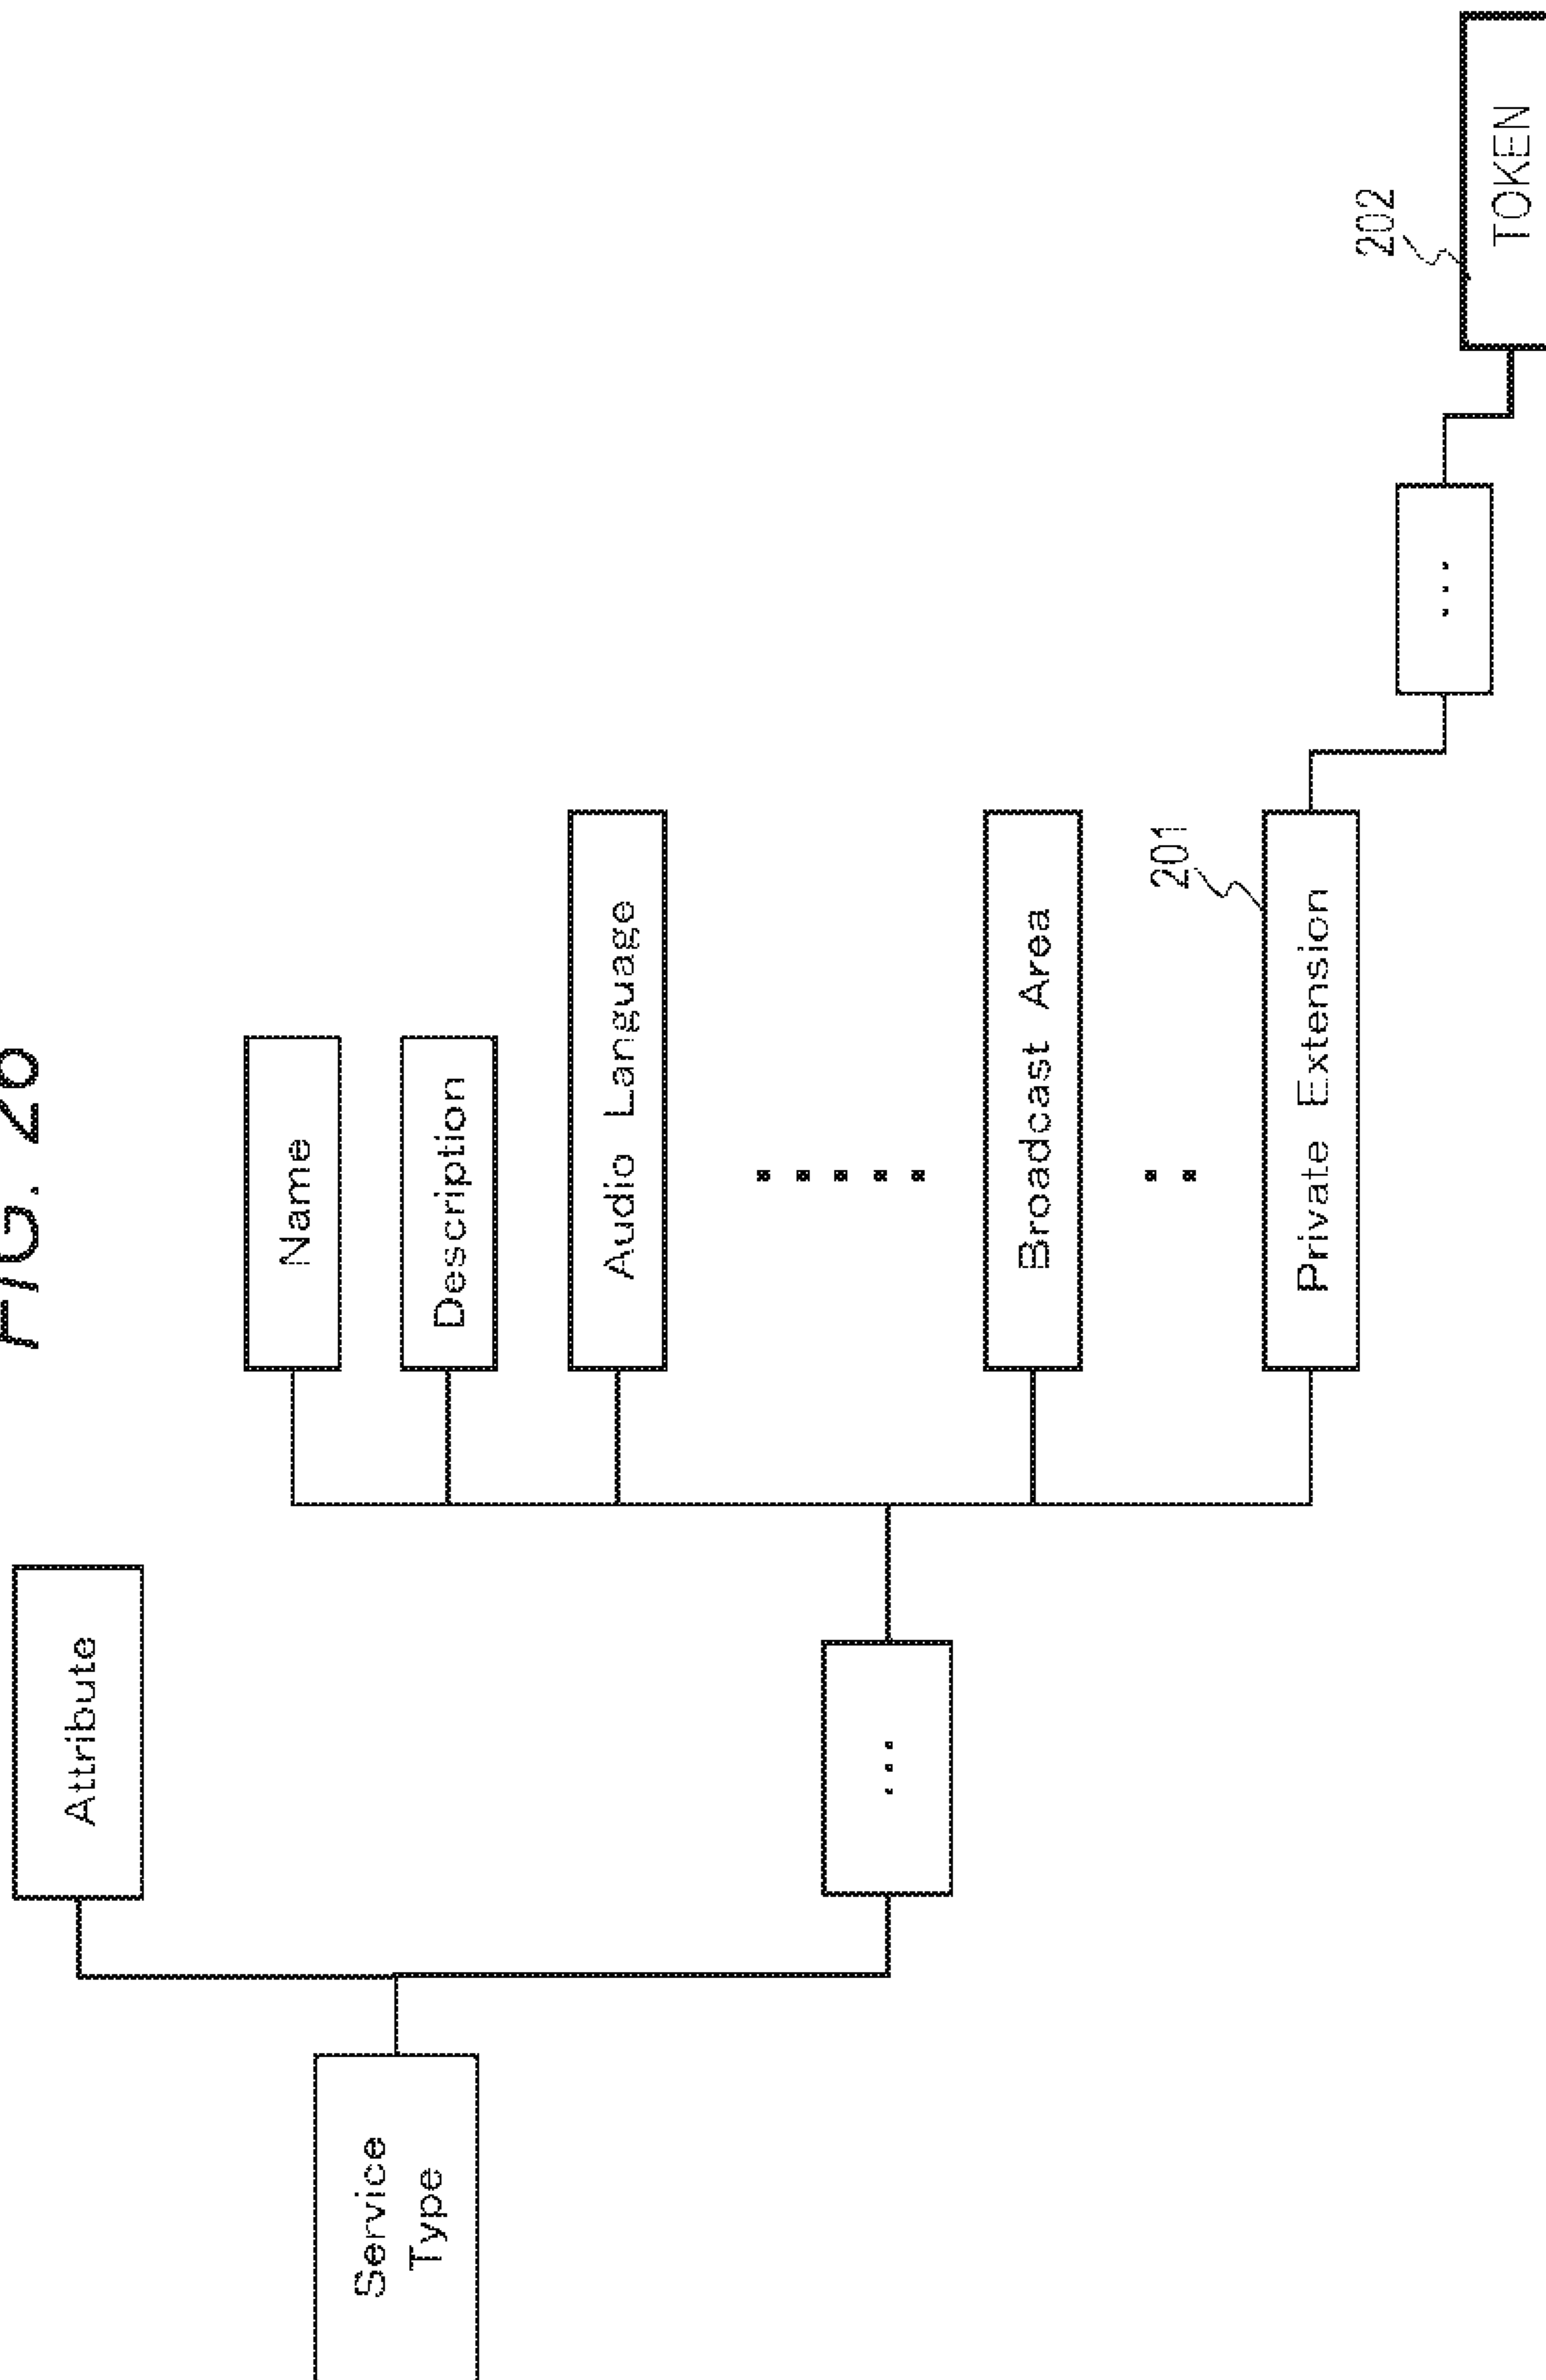 FIG. 26
Attribute
Service
Type
...
Name
Description
Audio Language
.....
Broadcast Area
..
201
Private Extension
...
202
TOKEN